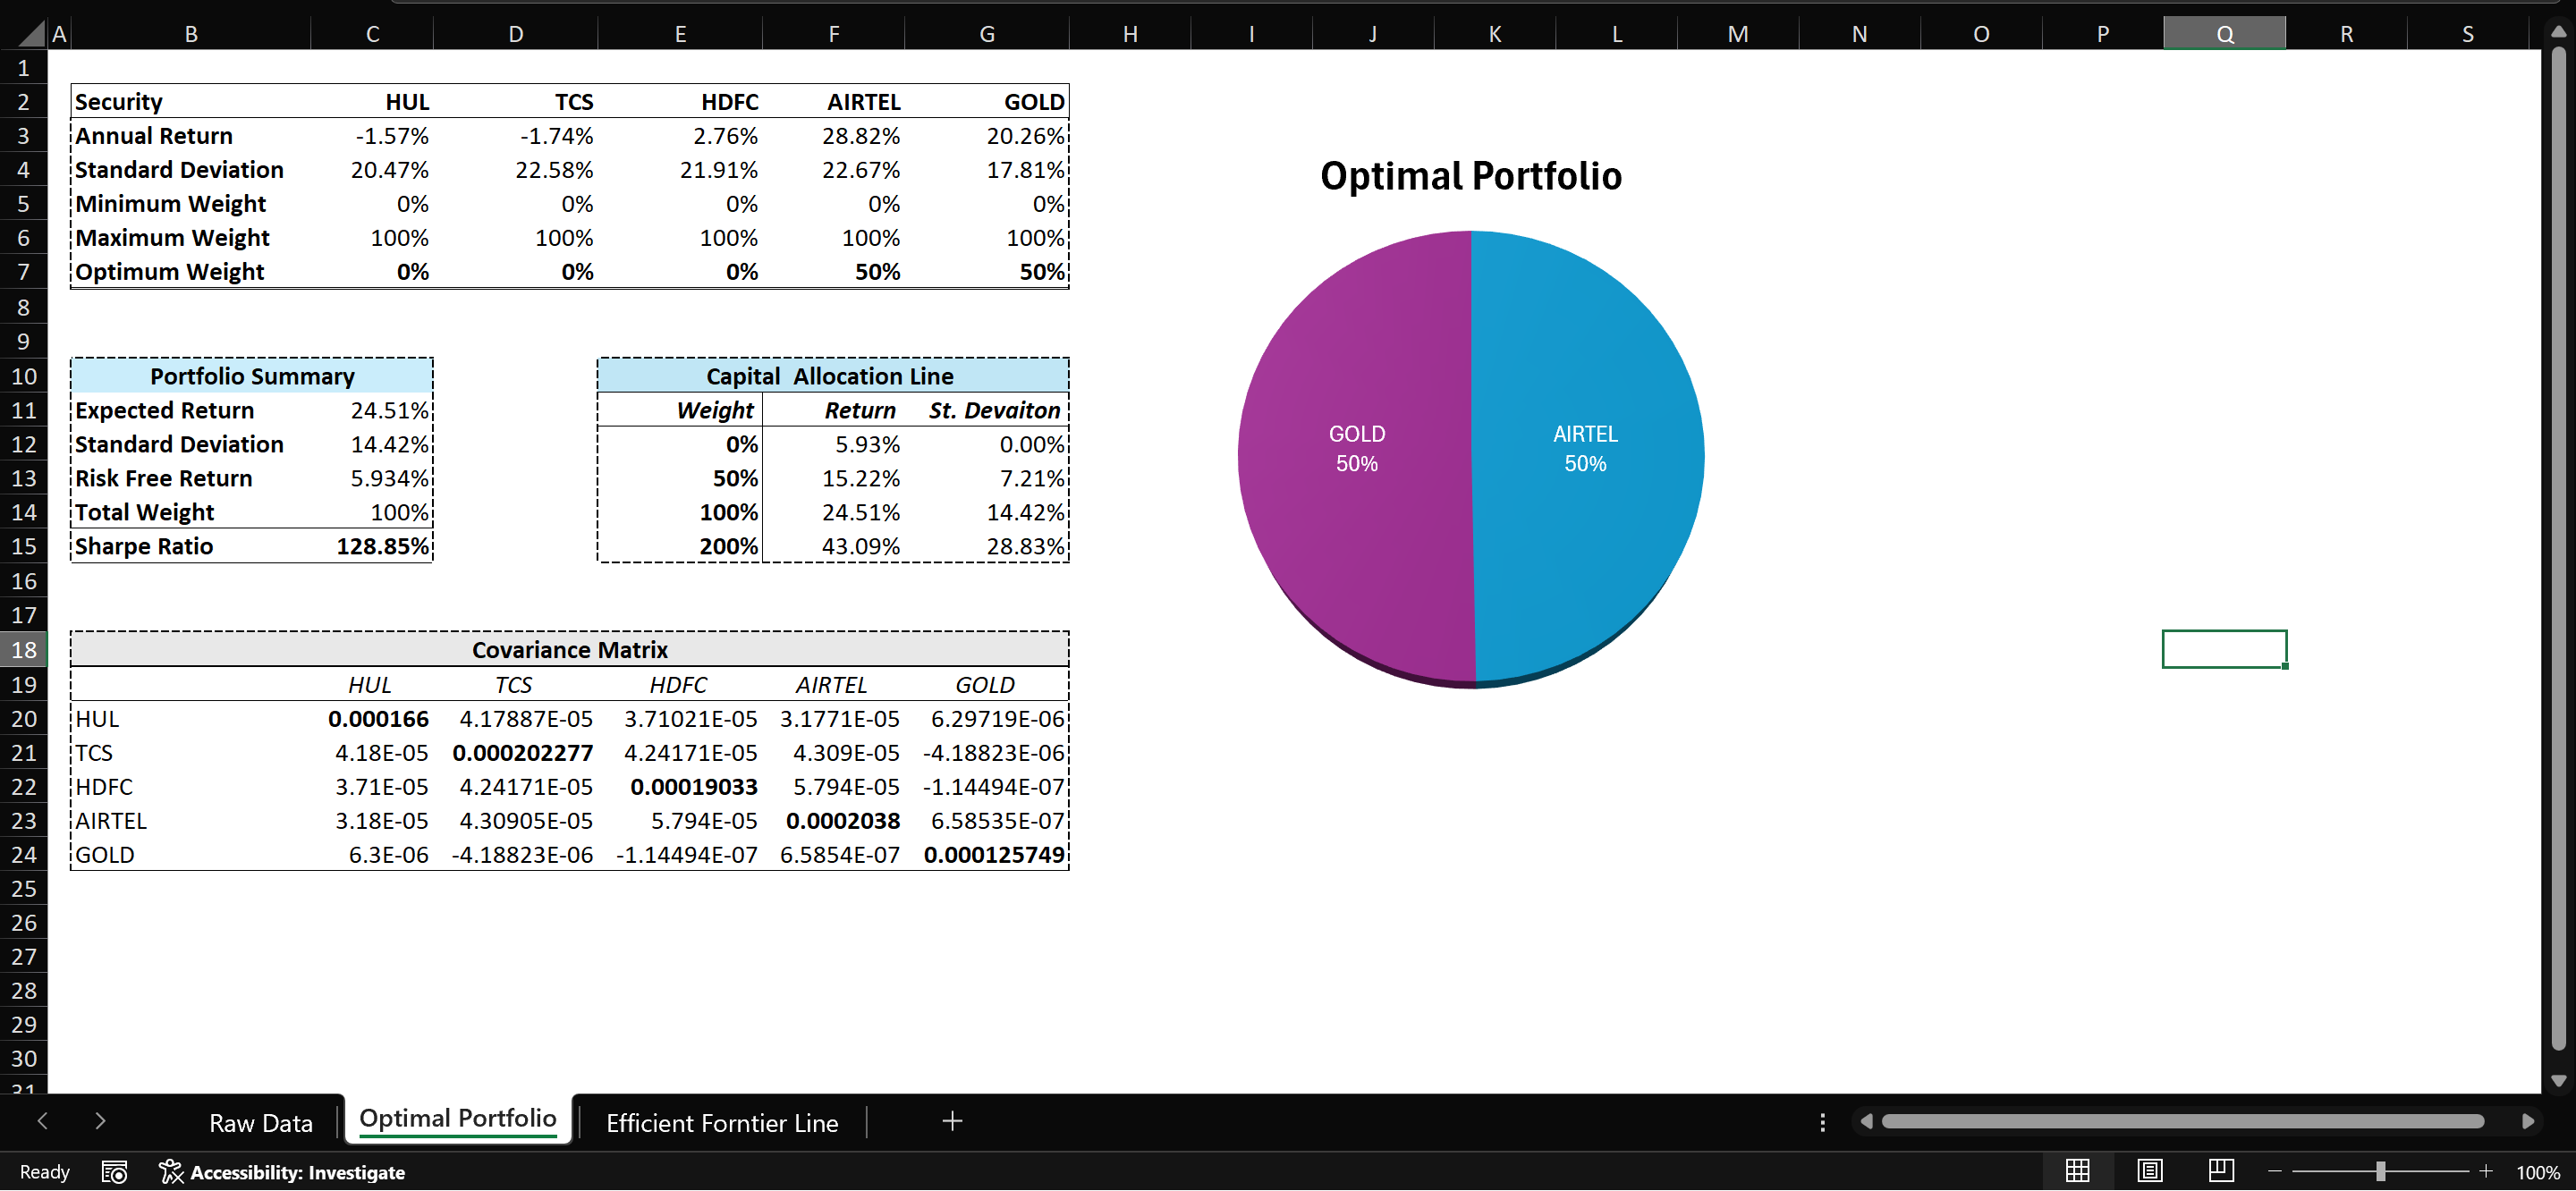 A B C D E F G H I J K L M N O P Q R S
1
2 Security HUL TCS HDFC AIRTEL GOLD
3 Annual Return -1.57% -1.74% 2.76% 28.82% 20.26%
4 Standard Deviation 20.47% 22.58% 21.91% 22.67% 17.81%
5 Minimum Weight 0% 0% 0% 0% 0%
6 Maximum Weight 100% 100% 100% 100% 100%
7 Optimum Weight 0% 0% 0% 50% 50%
8
9
10 Portfolio Summary Capital Allocation Line
11 Expected Return 24.51% Weight Return St. Devaiton
12 Standard Deviation 14.42% 0% 5.93% 0.00%
13 Risk Free Return 5.934% 50% 15.22% 7.21%
14 Total Weight 100% 100% 24.51% 14.42%
15 Sharpe Ratio 128.85% 200% 43.09% 28.83%
16
17
18 Covariance Matrix
19 HUL TCS HDFC AIRTEL GOLD
20 HUL 0.000166 4.17887E-05 3.71021E-05 3.1771E-05 6.29719E-06
21 TCS 4.18E-05 0.000202277 4.24171E-05 4.309E-05 -4.18823E-06
22 HDFC 3.71E-05 4.24171E-05 0.00019033 5.794E-05 -1.14494E-07
23 AIRTEL 3.18E-05 4.30905E-05 5.794E-05 0.0002038 6.58535E-07
24 GOLD 6.3E-06 -4.18823E-06 -1.14494E-07 6.5854E-07 0.000125749
25
26
27
28
29
30
31
Optimal Portfolio
GOLD
50%
AIRTEL
50%
Raw Data Optimal Portfolio Efficient Forntier Line
Ready Accessibility: Investigate 100%